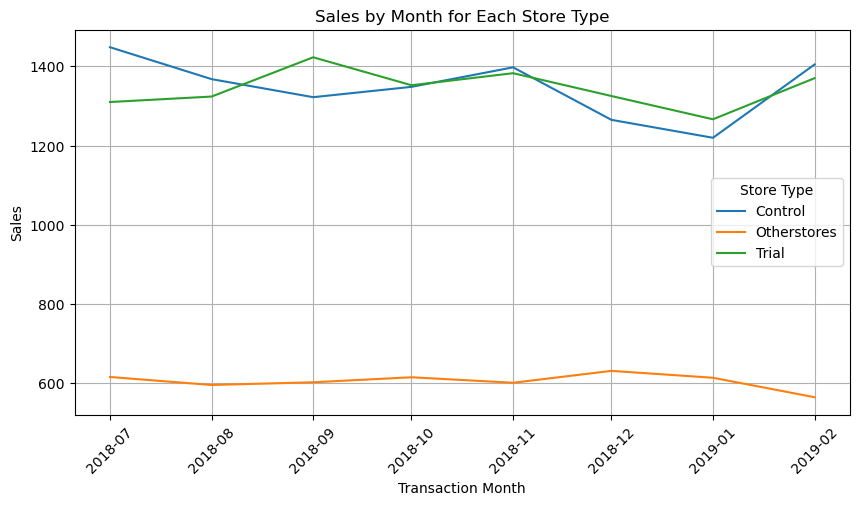 Sales by Month for Each Store Type
1400
1200
1000
800
600
Sales
Store Type
Control
Otherstores
Trial
2018-07
2018-08
2018-09
2018-10
2018-11
2018-12
2019-01
2019-02
Transaction Month